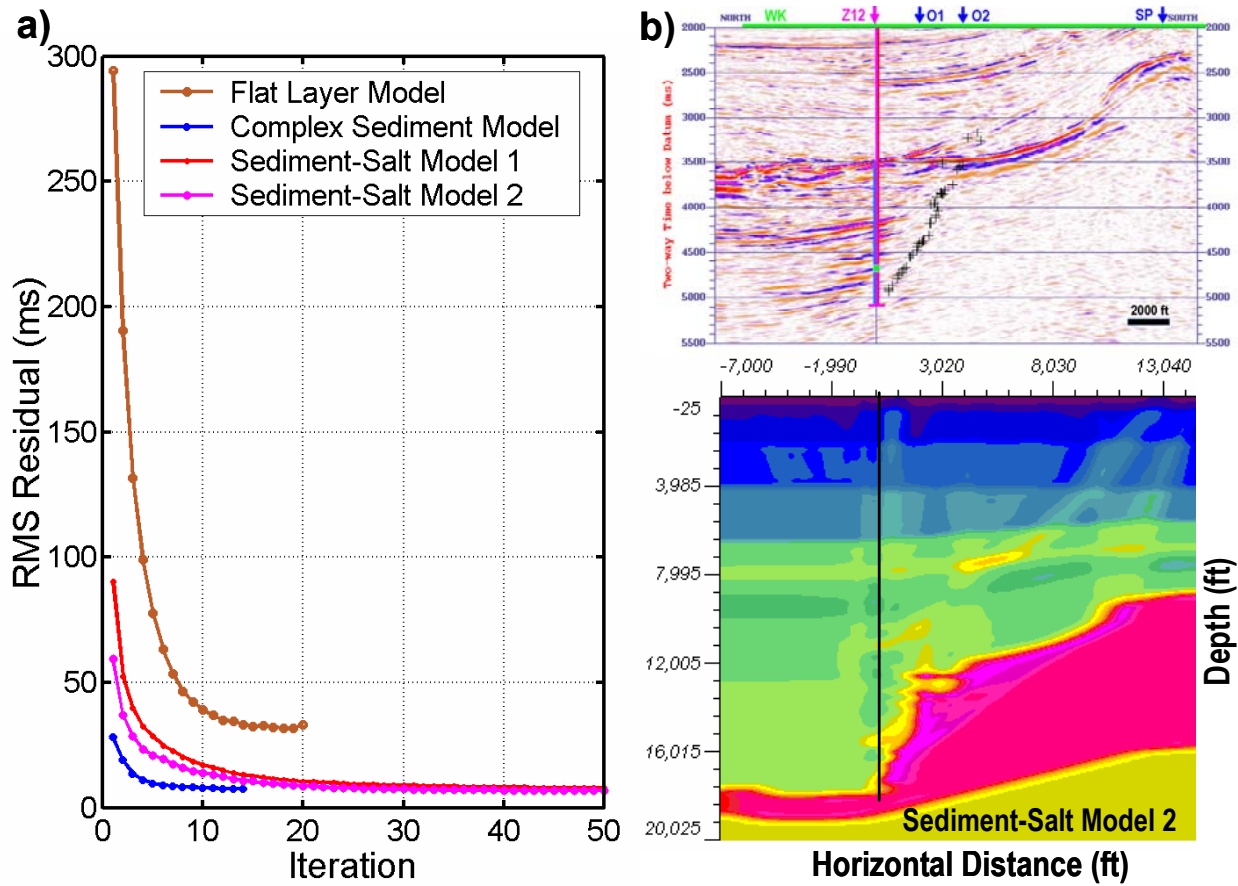 a)
300
250
200
150
100
50
0
RMS Residual (ms)
Flat Layer Model
Complex Sediment Model
Sediment-Salt Model 1
Sediment-Salt Model 2
0 10 20 30 40 50
Iteration
b)
NORTH WK Z12 O1 O2 SP SOUTH
2000 2000
2500 2500
3000 3000
3500 3500
4000 4000
4500 4500
5000 5000
5500 5500
Two-way Time below Datum (ms)
2000 ft
-7,000 -1,990 3,020 8,030 13,040
-25
3,985
7,995
12,005
16,015
20,025
Depth (ft)
Sediment-Salt Model 2
Horizontal Distance (ft)